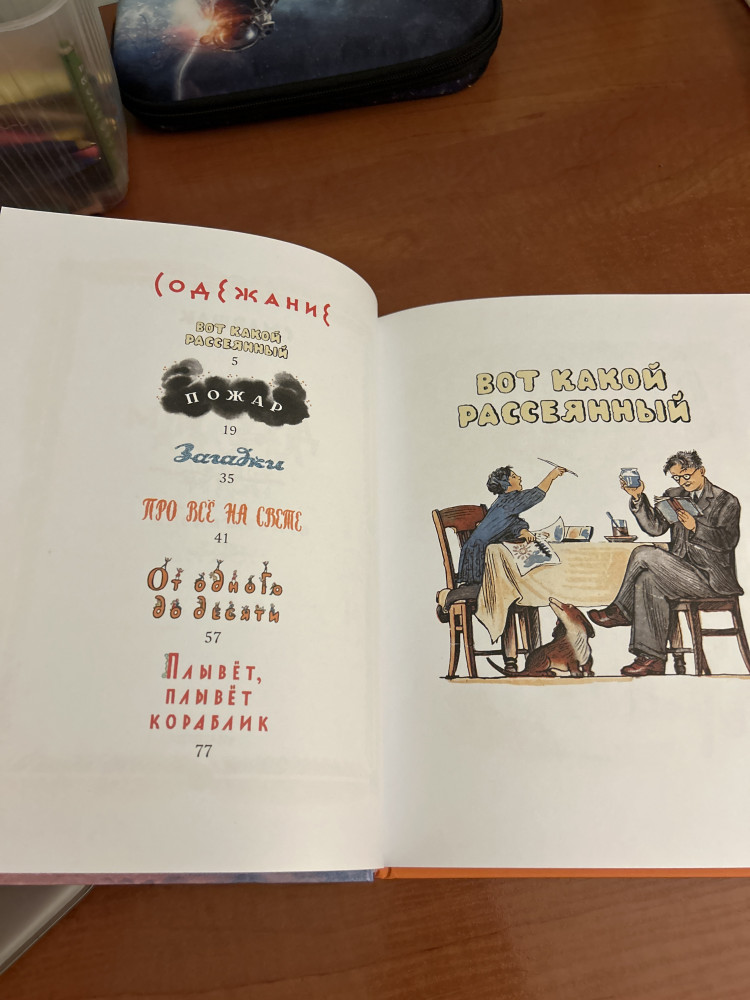 СОДЕЖАНИЕ
ВОТ КАКОЙ
РАССЕЯННЫЙ
5
ПОЖАР
19
Загадки
35
ПРО ВСЁ НА СВЕТЕ
41
От одного
до десяти
57
ПЛЫВЁТ,
ПЛЫВЁТ
КОРАБЛИК
77
ВОТ КАКОЙ
РАССЕЯННЫЙ